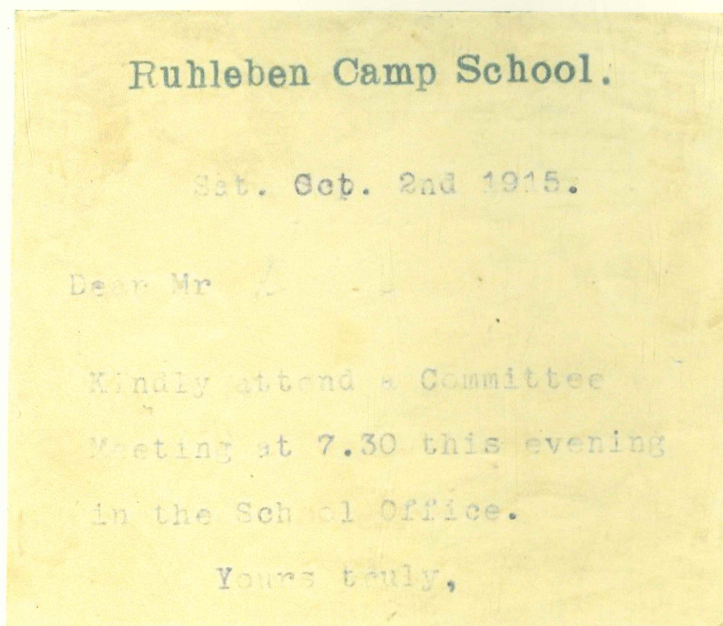 Ruhleben Camp School.
Sat. Oct. 2nd 1915.
Dear Mr
Kindly attend a Committee
Meeting at 7.30 this evening
in the School Office.
Yours truly,